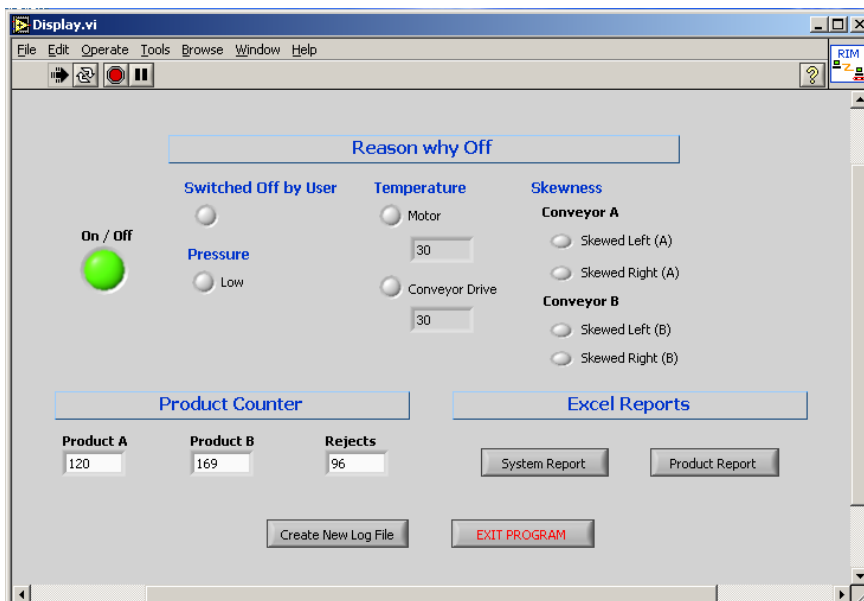 Display.vi
File Edit Operate Tools Browse Window Help
RIM
Reason why Off
Switched Off by User
Temperature
Skewness
On / Off
Motor
Conveyor A
30
Skewed Left (A)
Pressure
Low
Skewed Right (A)
Conveyor Drive
Conveyor B
30
Skewed Left (B)
Skewed Right (B)
Product Counter
Excel Reports
Product A
Product B
Rejects
120
169
96
System Report
Product Report
Create New Log File
EXIT PROGRAM